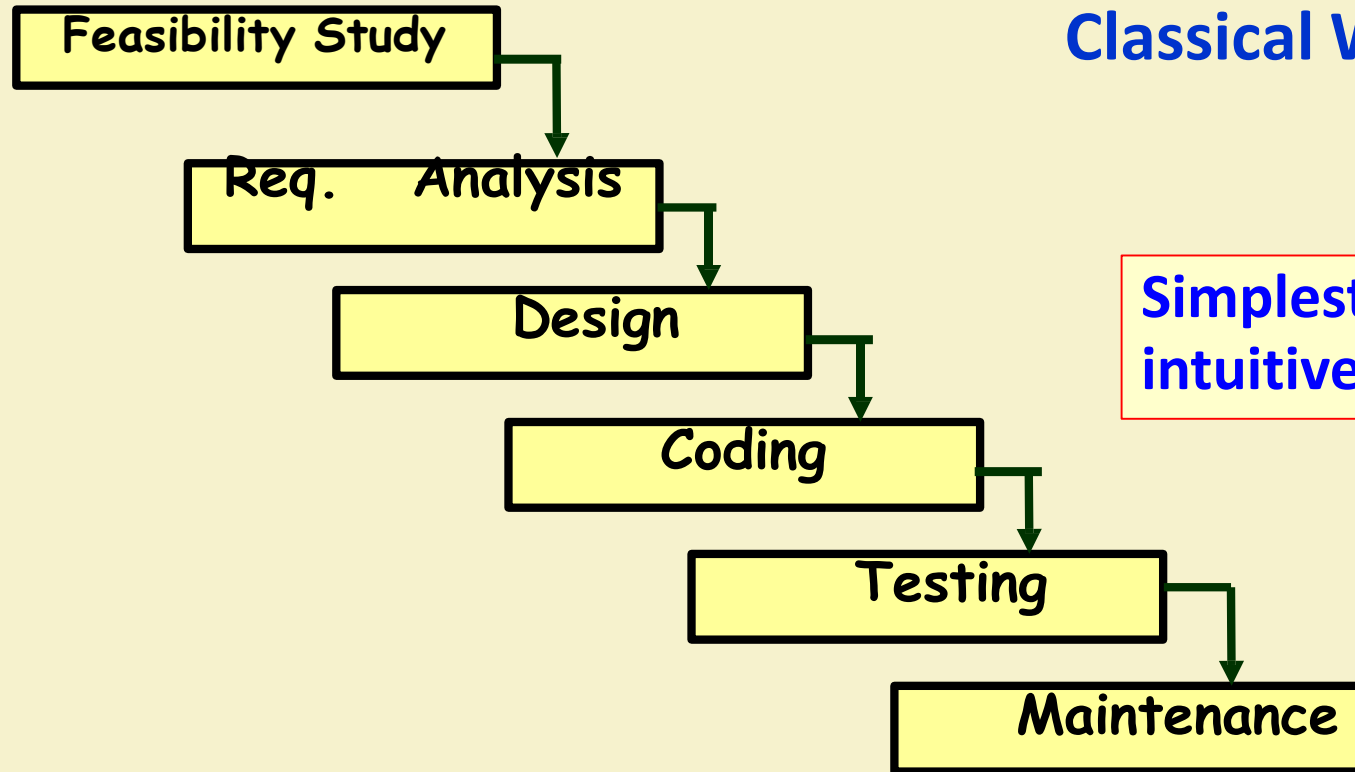 Feasibility Study
Classical
Req. Analysis
Design
Simplest
intuitive
Coding
Testing
Maintenance